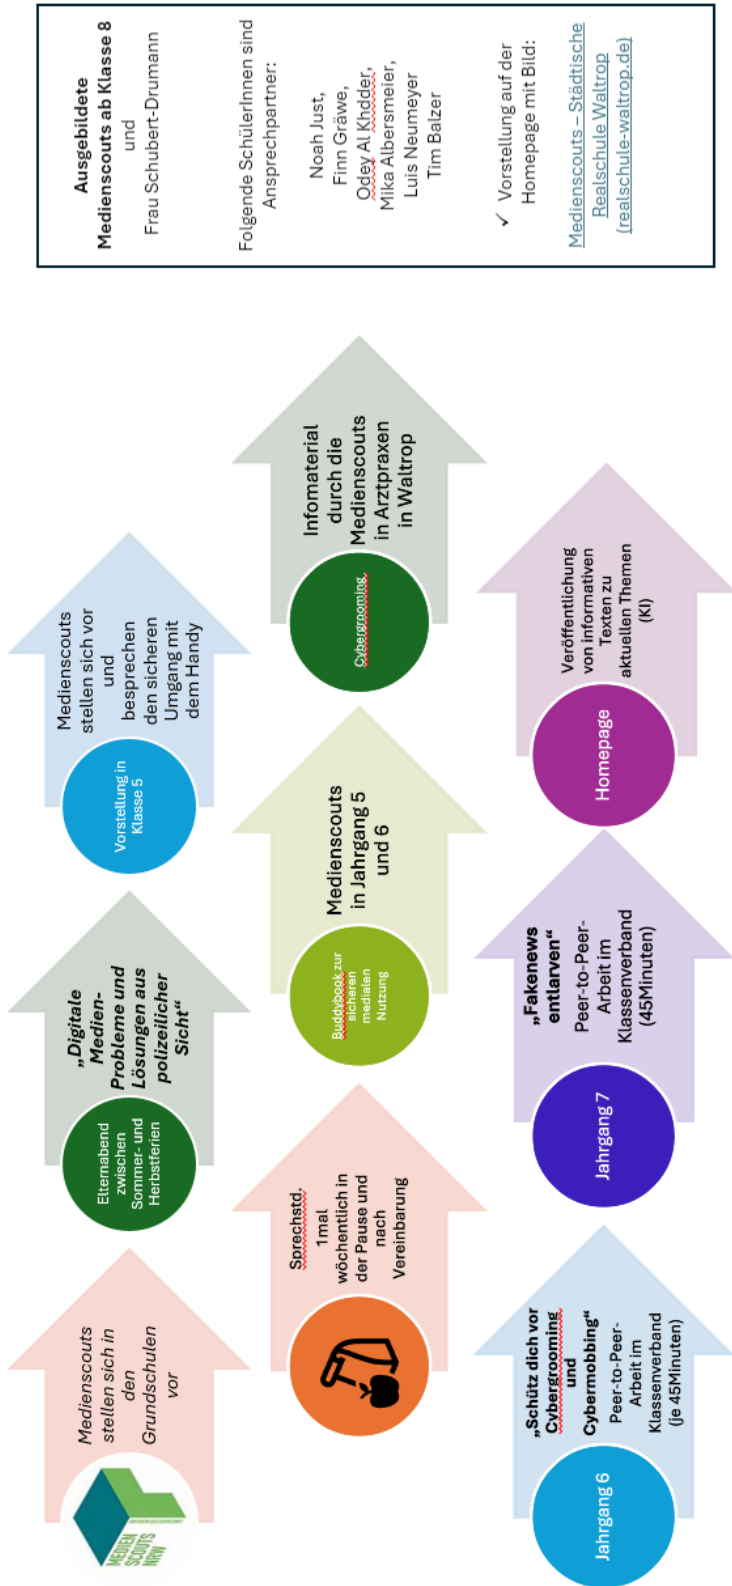 MEDIEN
SCOUTS
NRW
Medienscouts
stellen sich in
den
Grundschulen
vor
Elternabend
zwischen
Sommer- und
Herbstferien
„Digitale
Medien-
Probleme und
Lösungen aus
polizeilicher
Sicht“
Vorstellung in
Klasse 5
Medienscouts
stellen sich vor
und
besprechen
den sicheren
Umgang mit
dem Handy
Sprechstd.
1mal
wöchentlich in
der Pause und
nach
Vereinbarung
Buddybook zur
sicheren
medialen
Nutzung
Medienscouts
in Jahrgang 5
und 6
Cybergrooming
Infomaterial
durch die
Medienscouts
in Arztpraxen
in Waltrop
Jahrgang 6
„Schütz dich vor
Cybergrooming
und
Cybermobbing“
Peer-to-Peer-
Arbeit im
Klassenverband
(je 45Minuten)
Jahrgang 7
„Fakenews
entlarven“
Peer-to-Peer-
Arbeit im
Klassenverband
(45Minuten)
Homepage
Veröffentlichung
von informativen
Texten zu
aktuellen Themen
(KI)
Ausgebildete
Medienscouts ab Klasse 8
und
Frau Schubert-Drumann
Folgende SchülerInnen sind
Ansprechpartner:
Noah Just,
Finn Gräwe,
Odey Al Khdder,
Mika Albersmeier,
Luis Neumeyer
Tim Balzer
✓ Vorstellung auf der
Homepage mit Bild:
Medienscouts – Städtische
Realschule Waltrop
(realschule-waltrop.de)